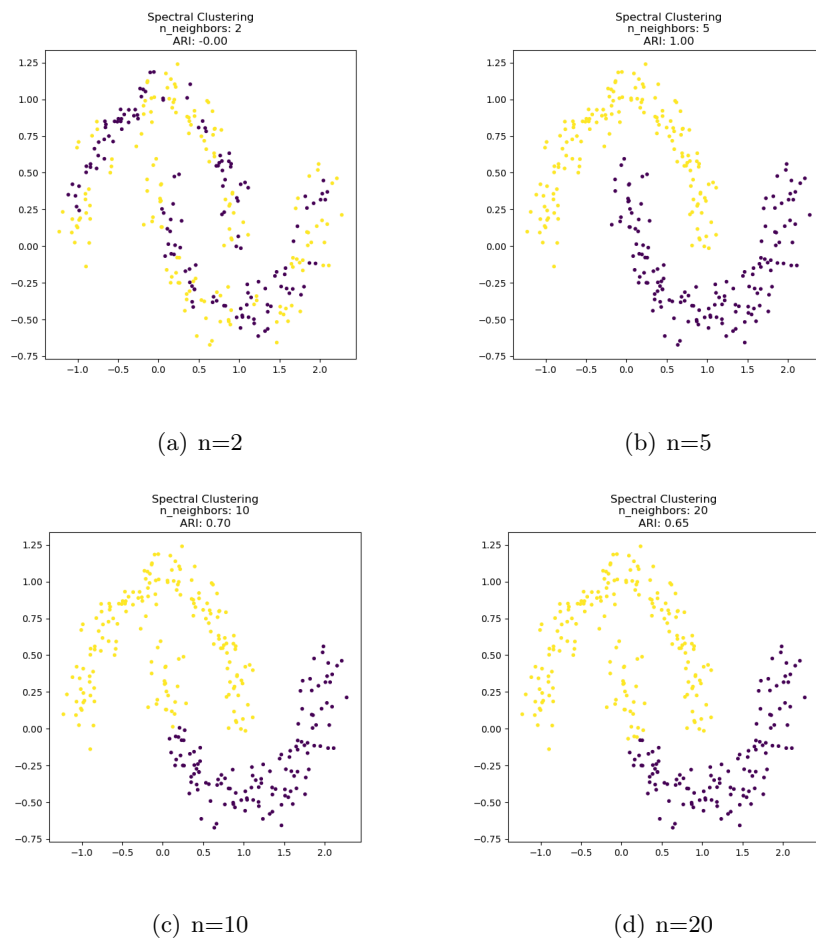 Spectral Clustering
n_neighbors: 2
ARI: -0.00
1.25
1.00
0.75
0.50
0.25
0.00
−0.25
−0.50
−0.75
−1.0 −0.5 0.0 0.5 1.0 1.5 2.0
(a) n=2
Spectral Clustering
n_neighbors: 5
ARI: 1.00
1.25
1.00
0.75
0.50
0.25
0.00
−0.25
−0.50
−0.75
−1.0 −0.5 0.0 0.5 1.0 1.5 2.0
(b) n=5
Spectral Clustering
n_neighbors: 10
ARI: 0.70
1.25
1.00
0.75
0.50
0.25
0.00
−0.25
−0.50
−0.75
−1.0 −0.5 0.0 0.5 1.0 1.5 2.0
(c) n=10
Spectral Clustering
n_neighbors: 20
ARI: 0.65
1.25
1.00
0.75
0.50
0.25
0.00
−0.25
−0.50
−0.75
−1.0 −0.5 0.0 0.5 1.0 1.5 2.0
(d) n=20